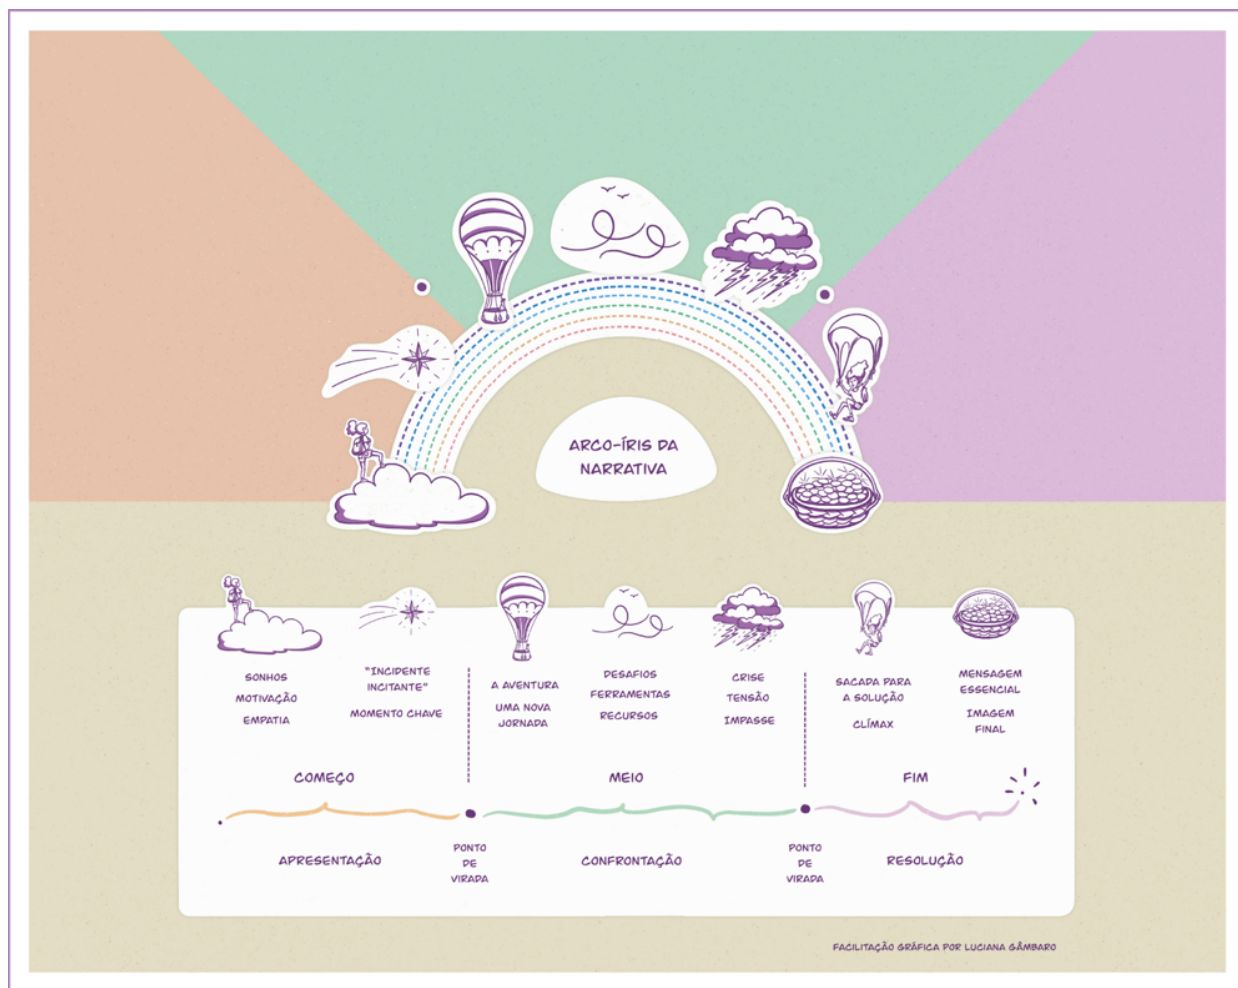 ARCO-ÍRIS DA
NARRATIVA
SONHOS
MOTIVAÇÃO
EMPATIA
"INCIDENTE
INCITANTE"
MOMENTO CHAVE
A AVENTURA
UMA NOVA
JORNADA
DESAFIOS
FERRAMENTAS
RECURSOS
CRISE
TENSÃO
IMPASSE
SACADA PARA
A SOLUÇÃO
CLÍMAX
MENSAGEM
ESSENCIAL
IMAGEM
FINAL
COMEÇO
MEIO
FIM
APRESENTAÇÃO
PONTO
DE
VIRADA
CONFRONTAÇÃO
PONTO
DE
VIRADA
RESOLUÇÃO
FACILITAÇÃO GRÁFICA POR LUCIANA GÂMBARO